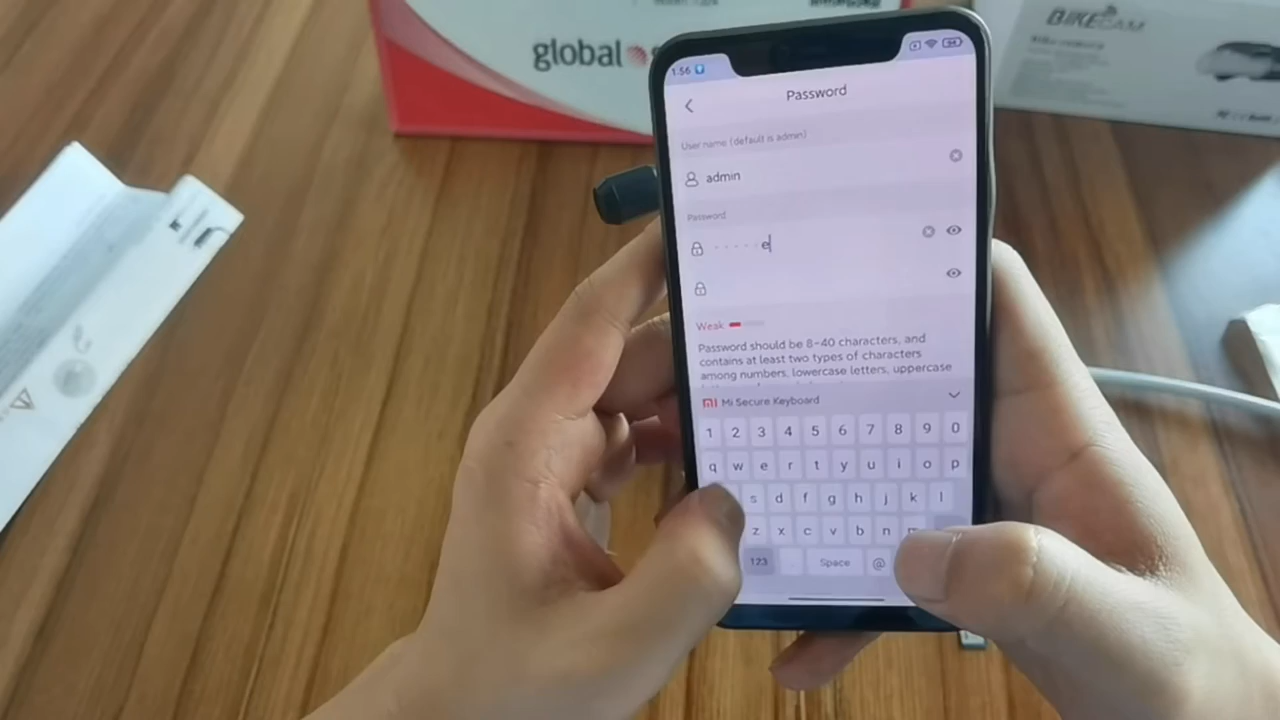 global
BIKECAM
1:56
Password
User name (default is admin)
admin
Password
e
Weak
Password should be 8-40 characters, and
contains at least two types of characters
among numbers, lowercase letters, uppercase
Mi Secure Keyboard
1 2 3 4 5 6 7 8 9 0
q w e r t y u i o p
s d f g h j k l
z x c v b n m
123 Space @